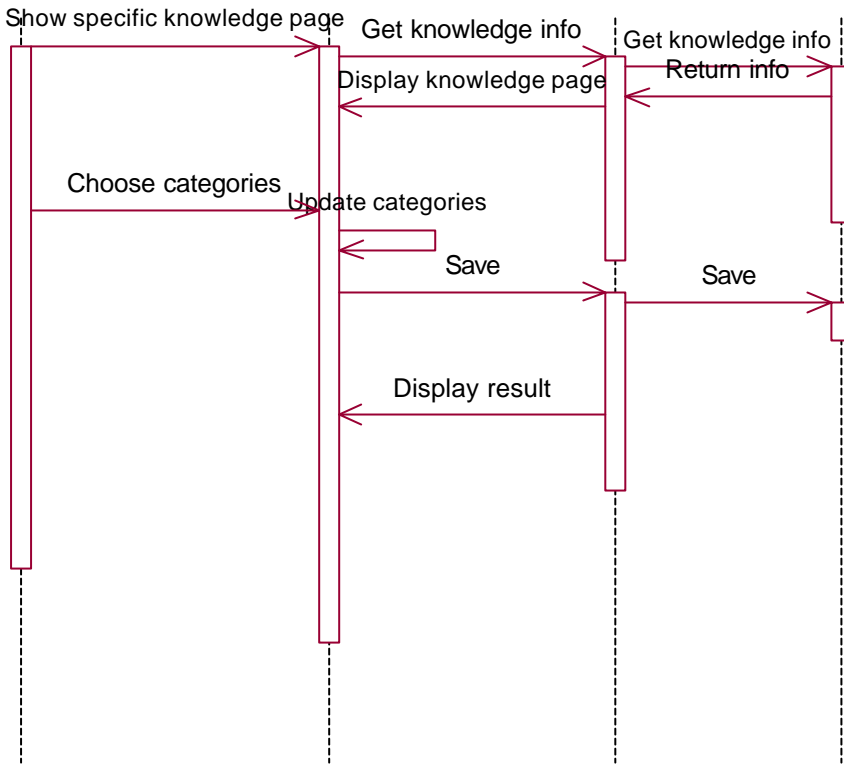 Show specific knowledge page
Get knowledge info
Get knowledge info
Return info
Display knowledge page
Choose categories
Update categories
Save
Save
Display result